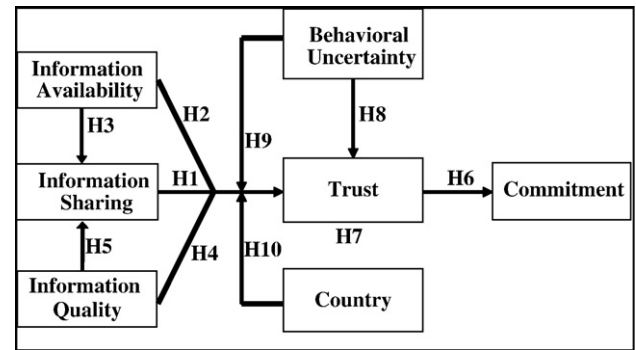 Behavioral
Uncertainty
Information
Availability
H2
H3
H8
H9
Information
Sharing
H1
Trust
H6
Commitment
H7
H5
H4
H10
Information
Quality
Country